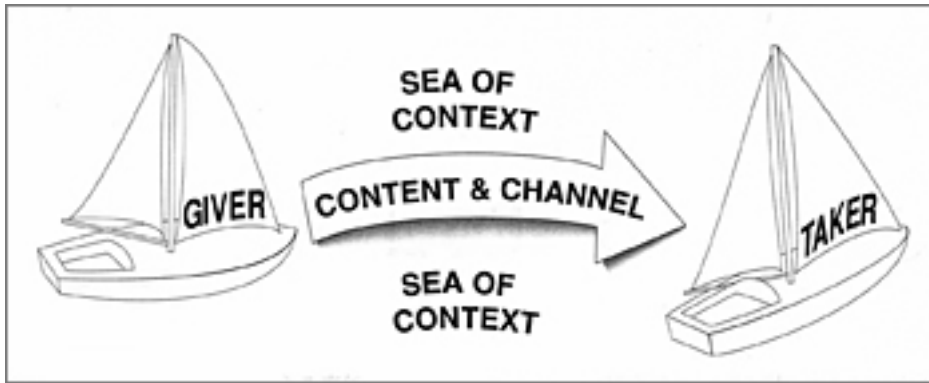 GIVER
SEA OF
CONTEXT
CONTENT & CHANNEL
SEA OF
CONTEXT
TAKER